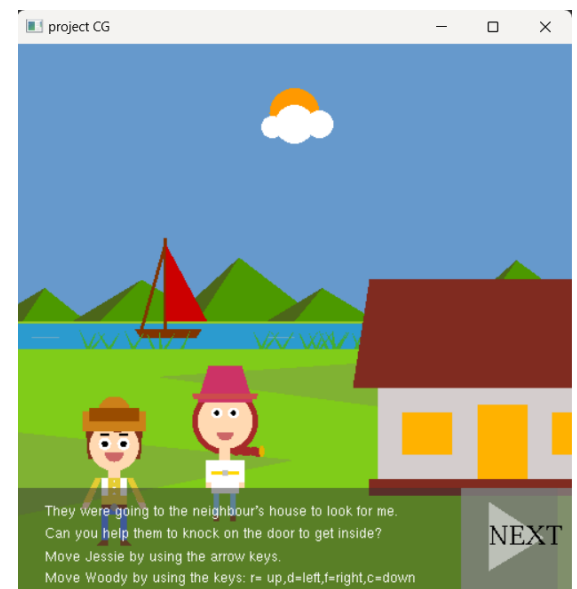 project CG
They were going to the neighbour's house to look for me.
Can you help them to knock on the door to get inside?
Move Jessie by using the arrow keys.
Move Woody by using the keys: r= up,d=left,f=right,c=down
NEXT